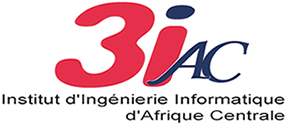 3iAC
Institut d'Ingénierie Informatique
d'Afrique Centrale